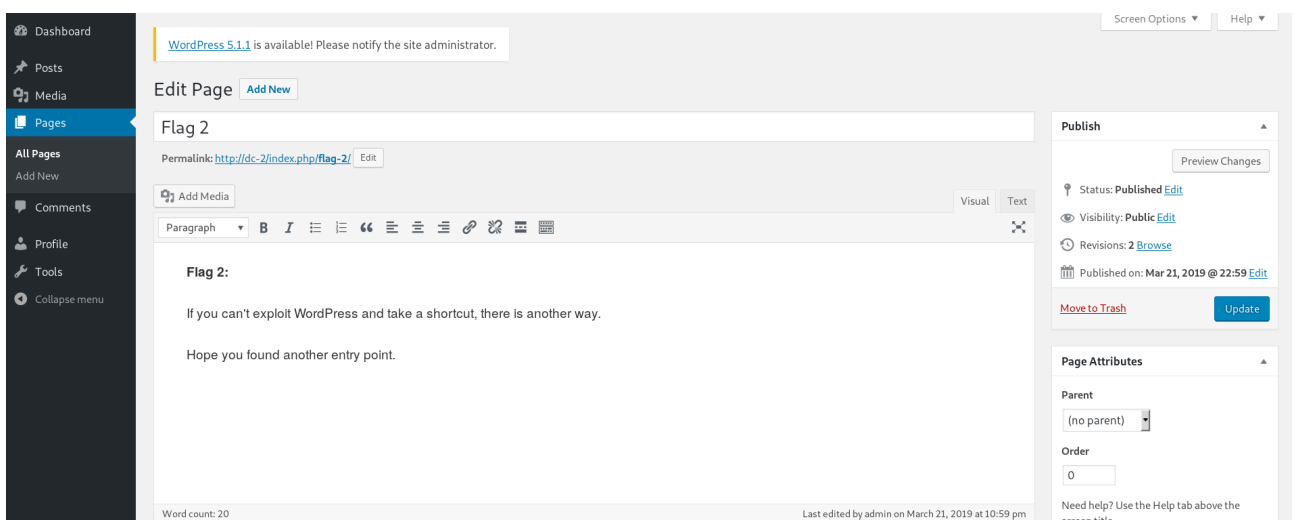 Screen Options ▼ Help ▼
Dashboard
WordPress 5.1.1 is available! Please notify the site administrator.
Posts
Media
Pages
All Pages
Add New
Comments
Profile
Tools
Collapse menu
Edit Page Add New
Flag 2
Permalink: http://dc-2/index.php/flag-2/ Edit
Add Media
Visual Text
Paragraph ▼ B I
Flag 2:
If you can't exploit WordPress and take a shortcut, there is another way.
Hope you found another entry point.
Word count: 20 Last edited by admin on March 21, 2019 at 10:59 pm
Publish ▲
Preview Changes
Status: Published Edit
Visibility: Public Edit
Revisions: 2 Browse
Published on: Mar 21, 2019 @ 22:59 Edit
Move to Trash Update
Page Attributes ▲
Parent
(no parent)
Order
0
Need help? Use the Help tab above the
screen title.